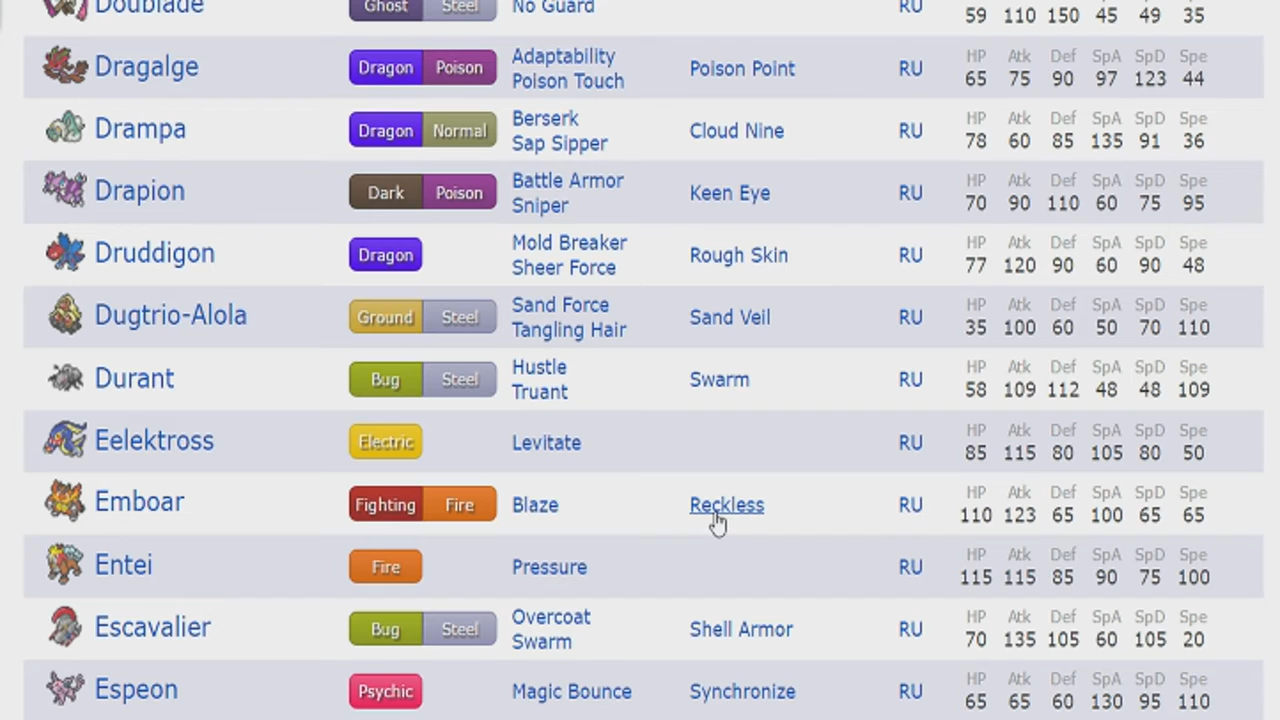 Doublade Ghost Steel No Guard RU 59 110 150 45 49 35
Dragalge Dragon Poison Adaptability Poison Touch Poison Point RU HP 65 Atk 75 Def 90 SpA 97 SpD 123 Spe 44
Drampa Dragon Normal Berserk Sap Sipper Cloud Nine RU HP 78 Atk 60 Def 85 SpA 135 SpD 91 Spe 36
Drapion Dark Poison Battle Armor Sniper Keen Eye RU HP 70 Atk 90 Def 110 SpA 60 SpD 75 Spe 95
Druddigon Dragon Mold Breaker Sheer Force Rough Skin RU HP 77 Atk 120 Def 90 SpA 60 SpD 90 Spe 48
Dugtrio-Alola Ground Steel Sand Force Tangling Hair Sand Veil RU HP 35 Atk 100 Def 60 SpA 50 SpD 70 Spe 110
Durant Bug Steel Hustle Truant Swarm RU HP 58 Atk 109 Def 112 SpA 48 SpD 48 Spe 109
Eelektross Electric Levitate RU HP 85 Atk 115 Def 80 SpA 105 SpD 80 Spe 50
Emboar Fighting Fire Blaze Reckless RU HP 110 Atk 123 Def 65 SpA 100 SpD 65 Spe 65
Entei Fire Pressure RU HP 115 Atk 115 Def 85 SpA 90 SpD 75 Spe 100
Escavalier Bug Steel Overcoat Swarm Shell Armor RU HP 70 Atk 135 Def 105 SpA 60 SpD 105 Spe 20
Espeon Psychic Magic Bounce Synchronize RU HP 65 Atk 65 Def 60 SpA 130 SpD 95 Spe 110